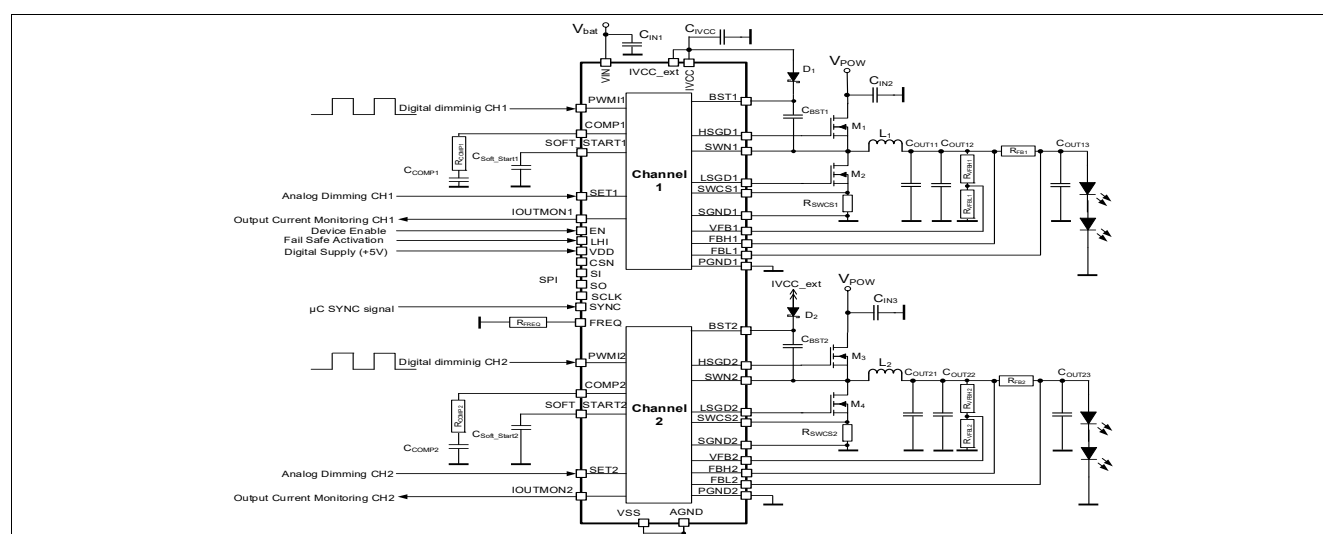 Vbat
CIN1
CIVCC
IVCC_ext
VIN
IVCC
D1
VPOW
CIN2
Digital dimminig CH1
PWMI1
BST1
CBST1
COMP1
HSGD1
M1
RCOMP1
CCOMP1
CSoft_Start1
SOFT_START1
SWN1
L1
COUT11
COUT12
RFB1
COUT13
Channel
1
LSGD1
M2
RVFBH1
RVFBL1
Analog Dimming CH1
SET1
SWCS1
RSWCS1
Output Current Monitoring CH1
IOUTMON1
SGND1
Device Enable
EN
VFB1
Fail Safe Activation
LHI
FBH1
Digital Supply (+5V)
VDD
FBL1
CSN
PGND1
SPI
SI
SO
SCLK
IVCC_ext
VPOW
µC SYNC signal
SYNC
D2
CIN3
RFREQ
FREQ
BST2
CBST2
Digital dimminig CH2
PWMI2
HSGD2
M3
COMP2
SWN2
L2
COUT21
COUT22
RFB2
COUT23
RCOMP2
CCOMP2
CSoft_Start2
SOFT_START2
Channel
2
LSGD2
M4
RVFBH2
RVFBL2
SWCS2
RSWCS2
SGND2
VFB2
Analog Dimming CH2
SET2
FBH2
FBL2
Output Current Monitoring CH2
IOUTMON2
PGND2
VSS
AGND